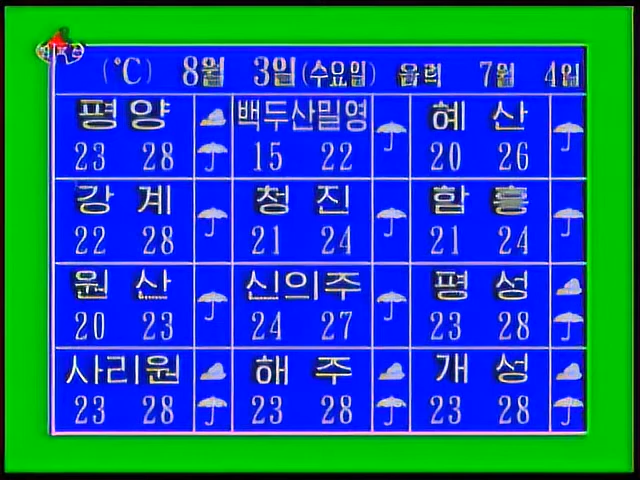 (℃) 8월 3일(수요일) 음력 7월 4일
평양 백두산밀영 혜산
23 28 15 22 20 26
강계 청진 함흥
22 28 21 24 21 24
원산 신의주 평성
20 23 24 27 23 28
사리원 해주 개성
23 28 23 28 23 28